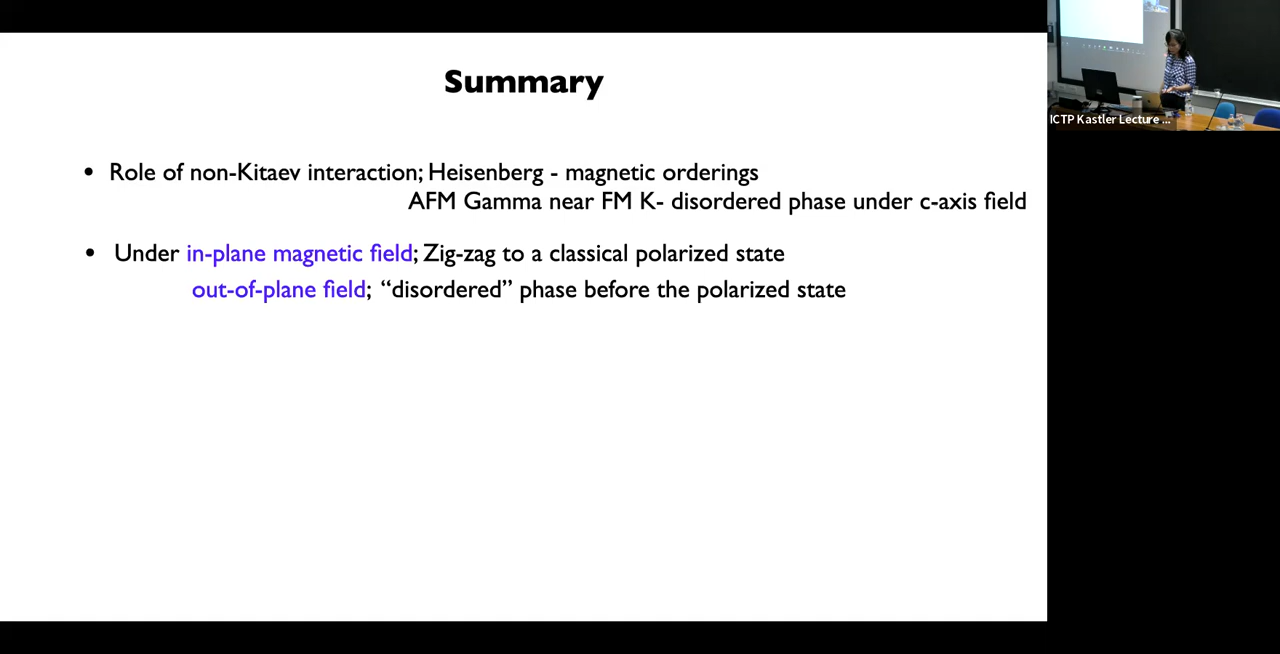 Summary
• Role of non-Kitaev interaction; Heisenberg - magnetic orderings
AFM Gamma near FM K- disordered phase under c-axis field
• Under in-plane magnetic field; Zig-zag to a classical polarized state
out-of-plane field; “disordered” phase before the polarized state
ICTP Kastler Lecture ...